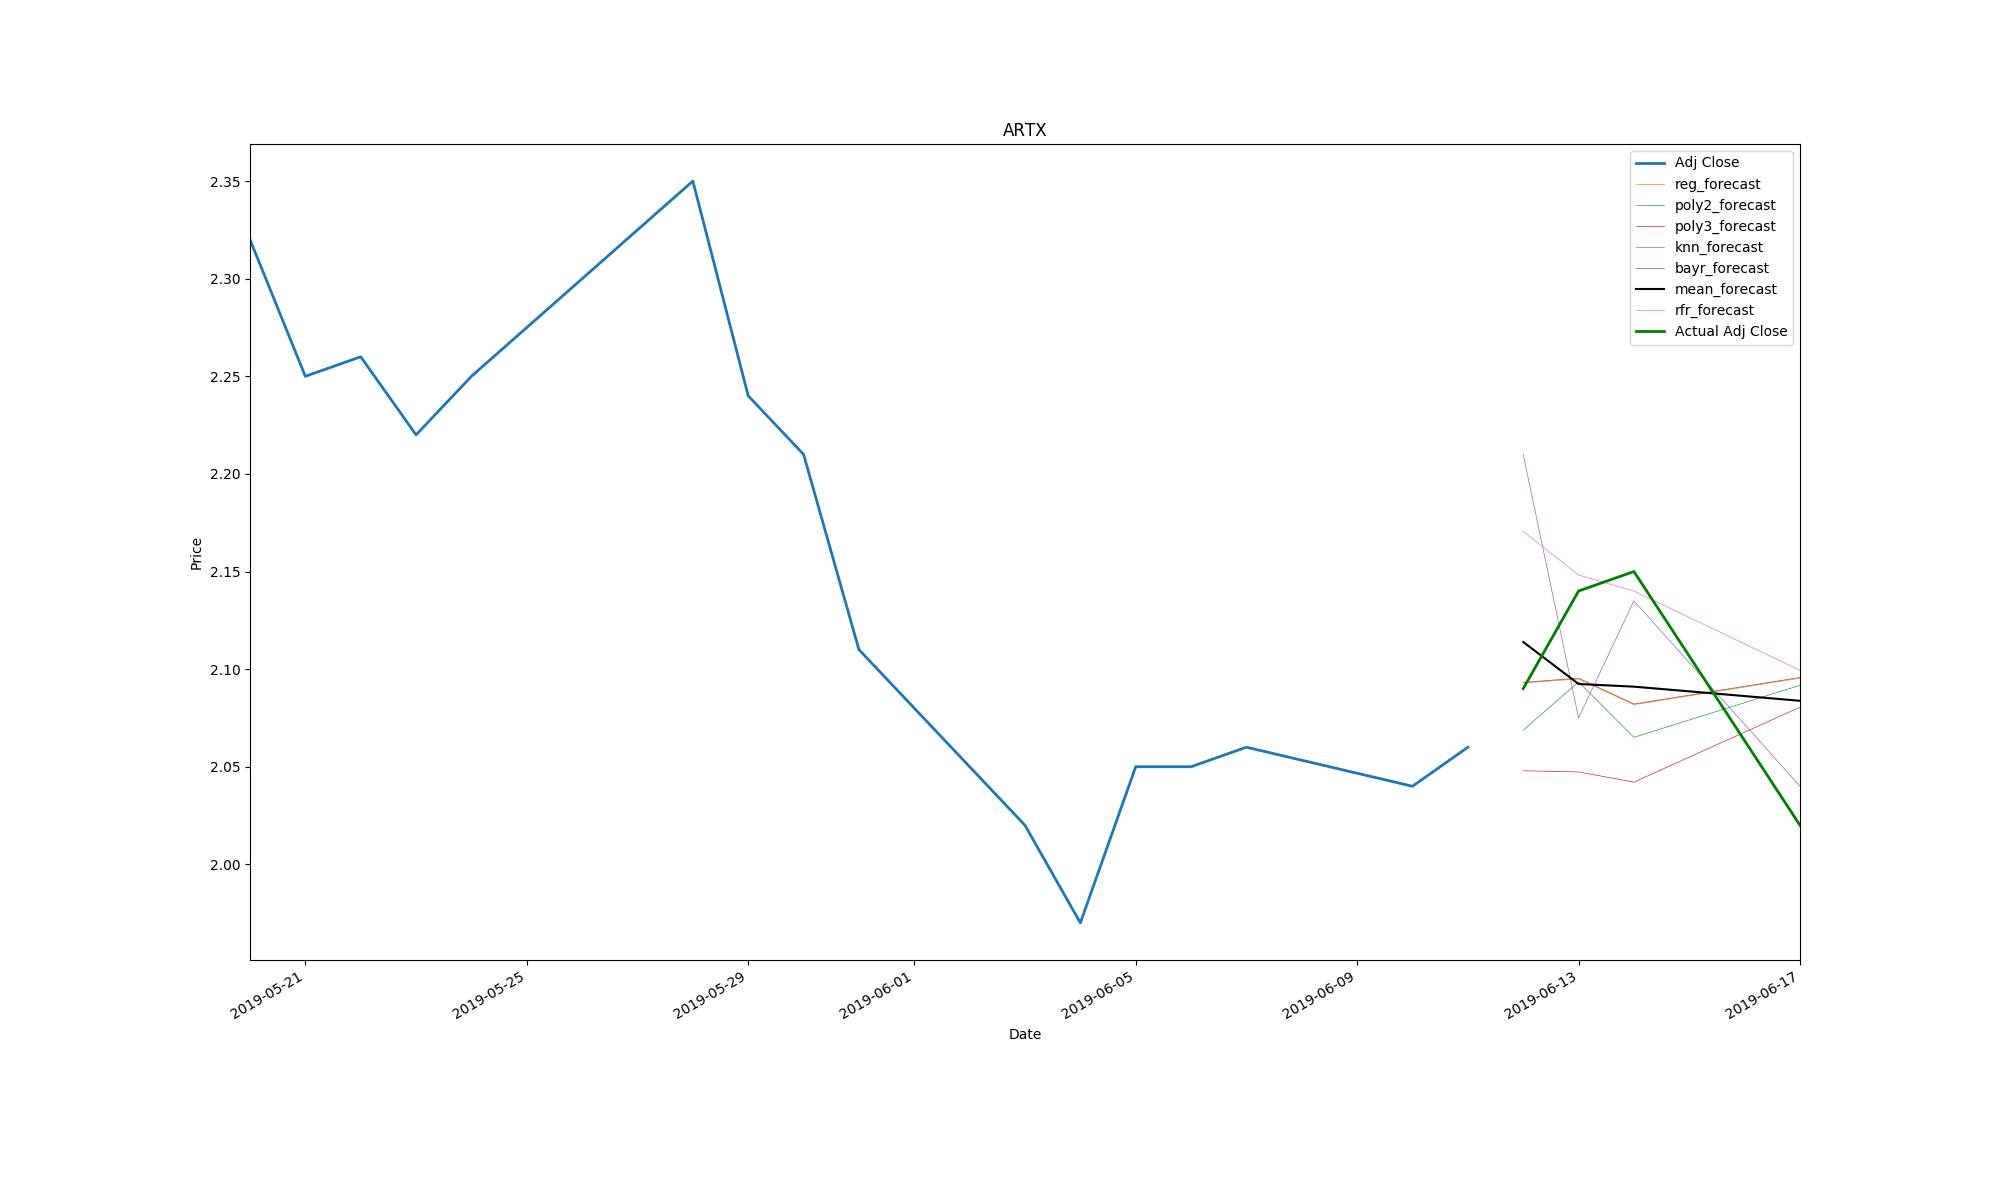 ARTX
Adj Close
reg_forecast
poly2_forecast
poly3_forecast
knn_forecast
bayr_forecast
mean_forecast
rfr_forecast
Actual Adj Close
Price
2.35
2.30
2.25
2.20
2.15
2.10
2.05
2.00
2019-05-21
2019-05-25
2019-05-29
2019-06-01
2019-06-05
2019-06-09
2019-06-13
2019-06-17
Date